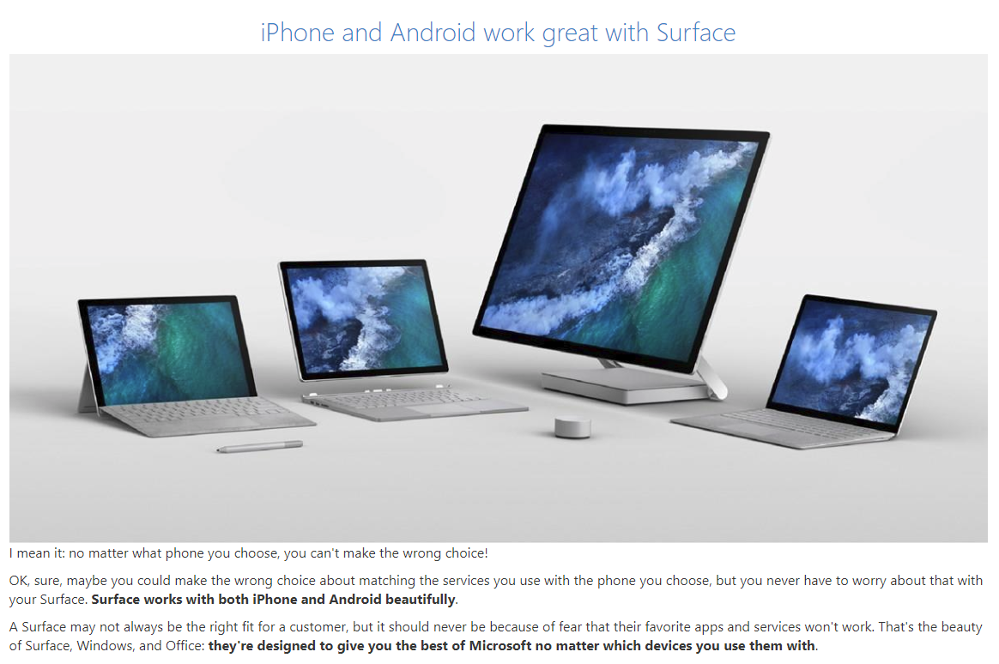 iPhone and Android work great with Surface
I mean it: no matter what phone you choose, you can't make the wrong choice!
OK, sure, maybe you could make the wrong choice about matching the services you use with the phone you choose, but you never have to worry about that with
your Surface. Surface works with both iPhone and Android beautifully.
A Surface may not always be the right fit for a customer, but it should never be because of fear that their favorite apps and services won't work. That's the beauty
of Surface, Windows, and Office: they're designed to give you the best of Microsoft no matter which devices you use them with.